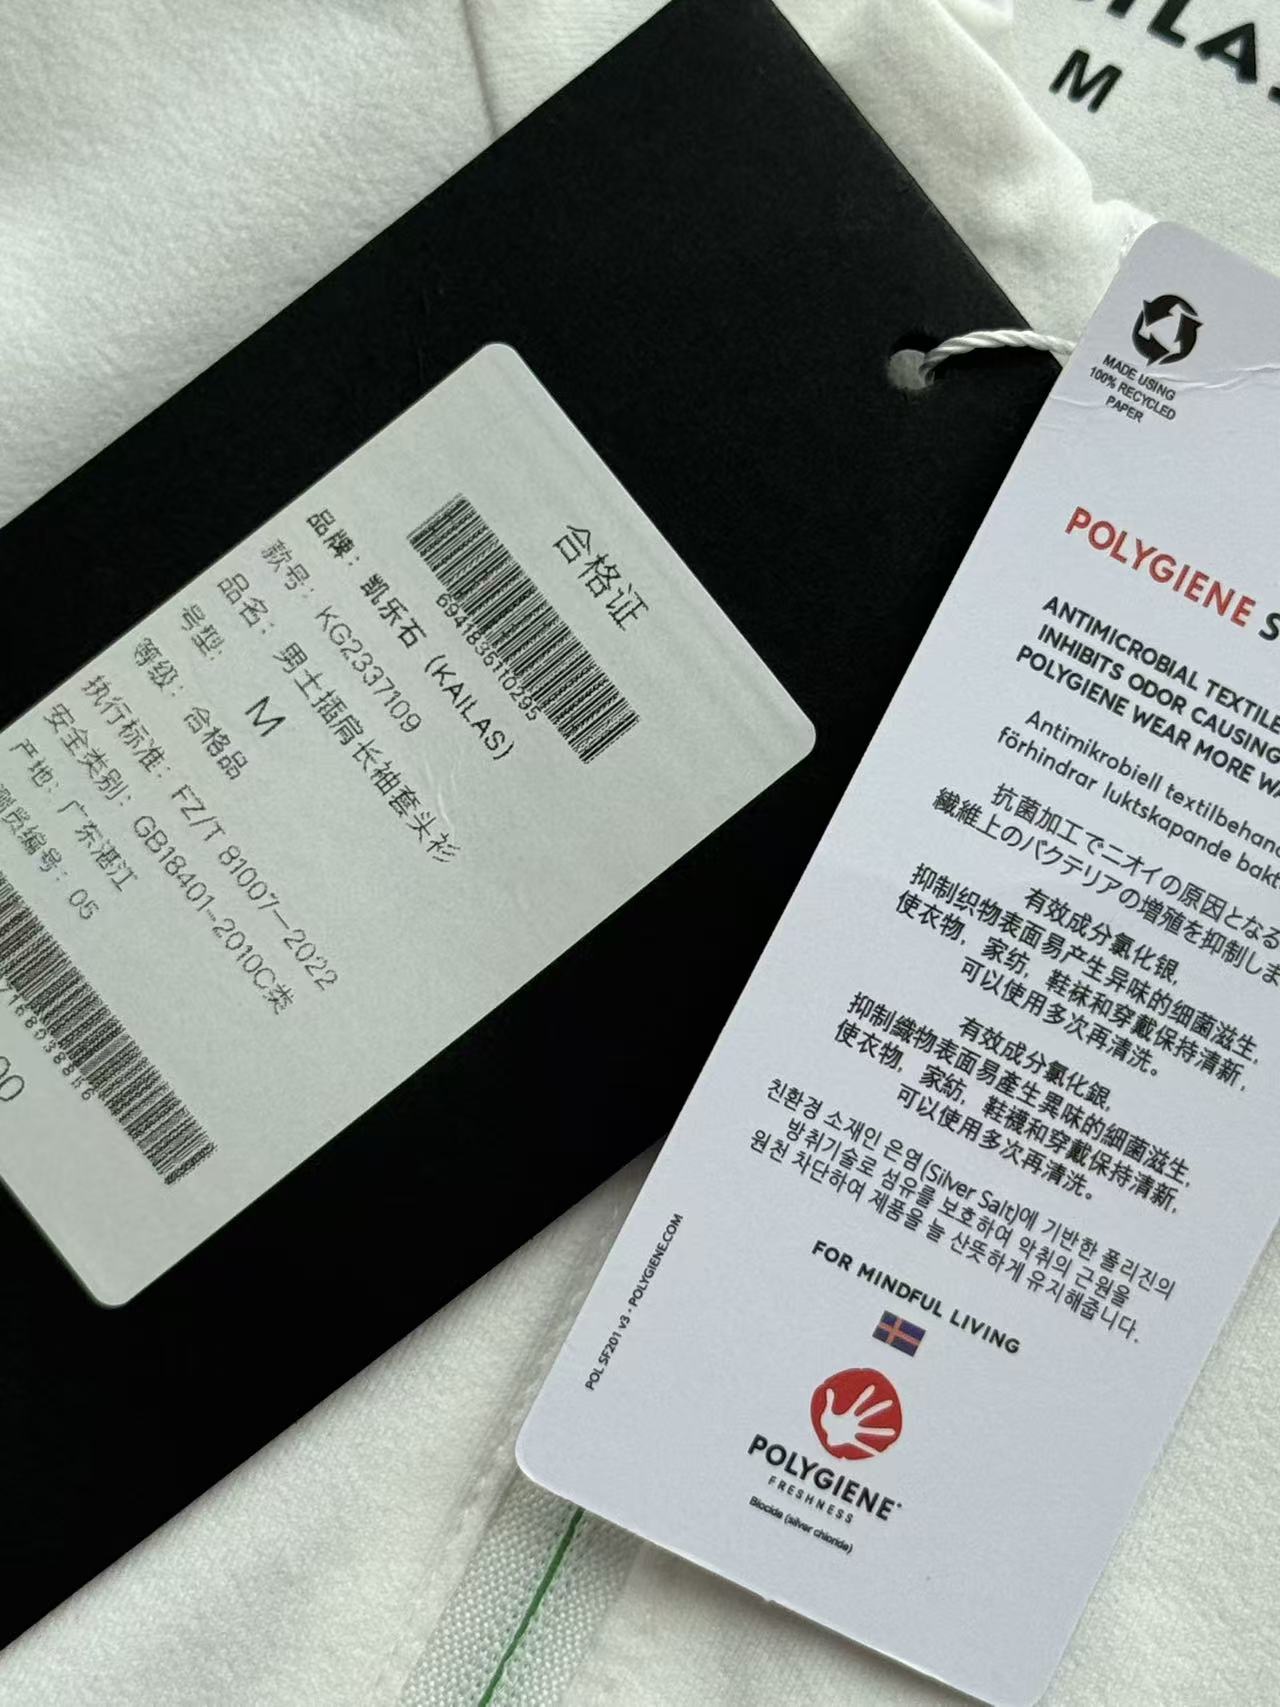 M
合格证
6941835110295
品牌：凯乐石（KAILAS）
款号：KG2337109
品名：男士插肩长袖套头衫
号型：M
等级：合格品
执行标准：FZ/T 81007—2022
安全类别：GB18401-2010C类
产地：广东湛江
编号：05
MADE USING
100% RECYCLED
PAPER
POLYGIENE
ANTIMICROBIAL
INHIBITS ODOR CAUSING
POLYGIENE WEAR MORE
Antimikrobiell
förhindrar luktskapande
抗菌加工でニオイの原因となる
繊維上のバクテリアの増殖を抑制し
有效成分氯化银，
抑制织物表面易产生异味的细菌滋生，
使衣物，家纺，鞋袜和穿戴保持清新，
可以使用多次再清洗。
有效成分氯化銀，
抑制織物表面易產生異味的細菌滋生，
使衣物，家紡，鞋襪和穿戴保持清新，
可以使用多次再清洗。
친환경 소재인 은염(Silver Salt)에 기반한 폴리진의
방취기술로 섬유를 보호하여 악취의 근원을
원천 차단하여 제품을 늘 산뜻하게 유지해줍니다.
FOR MINDFUL LIVING
POLYGIENE
FRESHNESS
Biocide (silver chloride)
POL SF201 v3 • POLYGIENE.COM